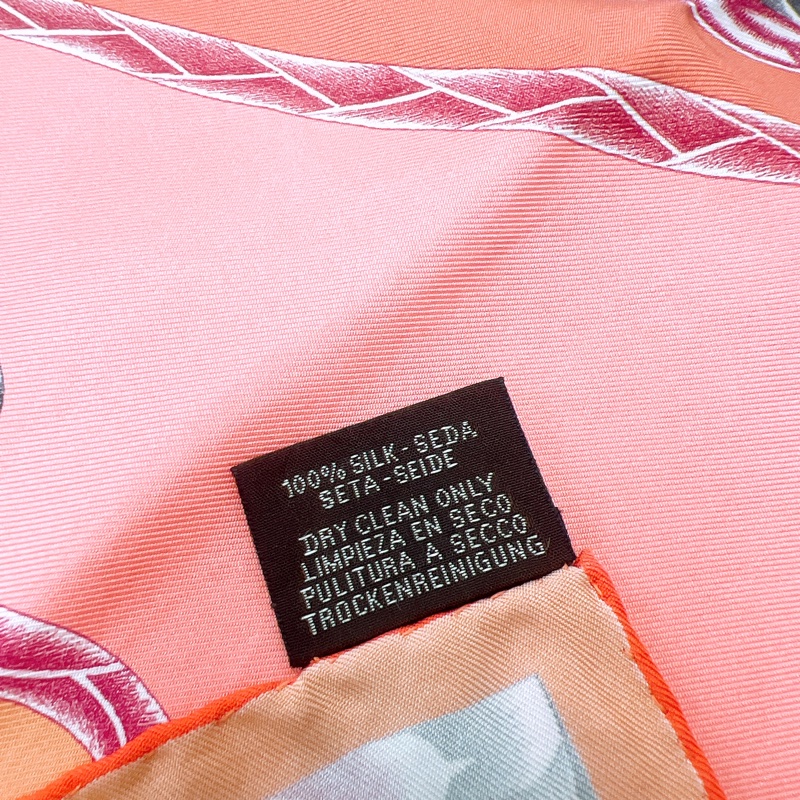 100% SILK-SEDA
SETA-SEIDE
DRY CLEAN ONLY
LIMPIEZA EN SECO
PULITURA A SECCO
TROCKENREINIGUNG